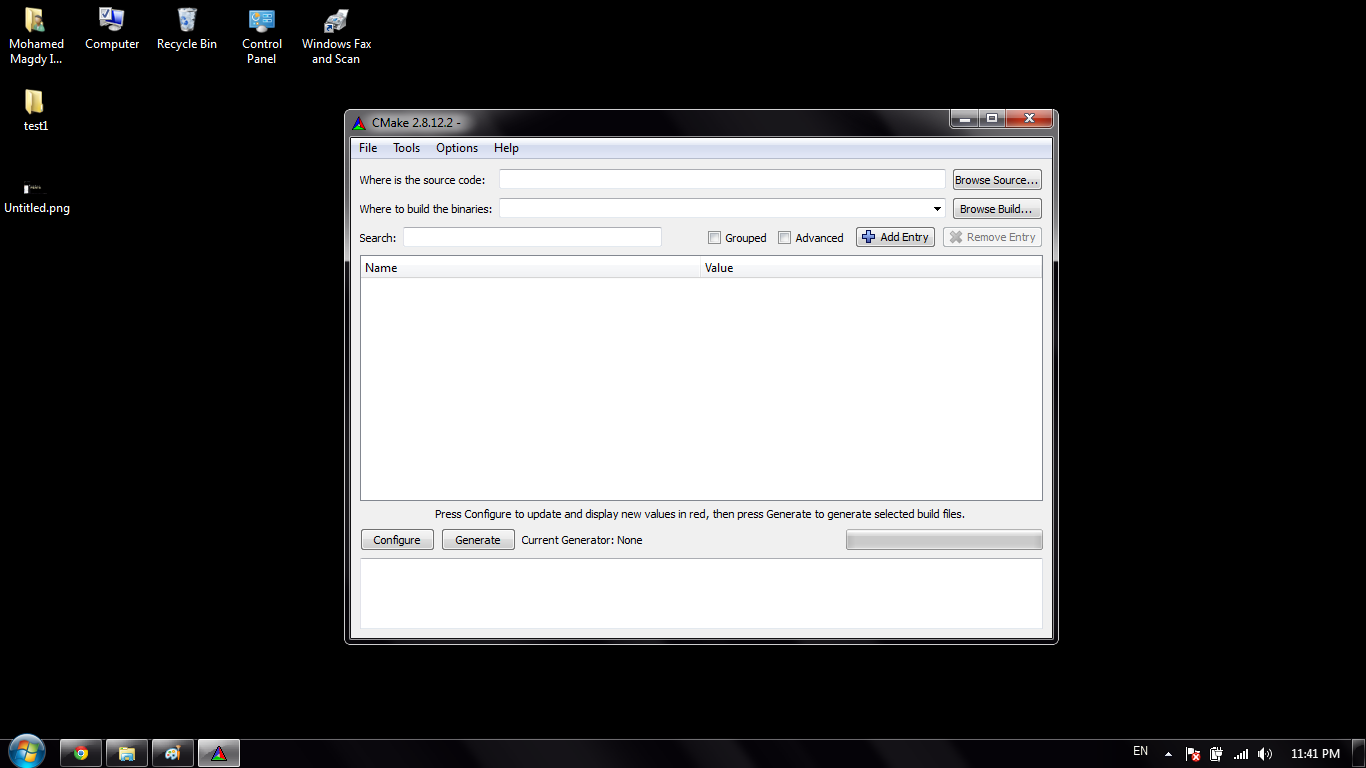 Mohamed
Magdy I...
Computer
Recycle Bin
Control
Panel
Windows Fax
and Scan
test1
Untitled.png
CMake 2.8.12.2 -
File Tools Options Help
Where is the source code: Browse Source...
Where to build the binaries: Browse Build...
Search: Grouped Advanced Add Entry Remove Entry
Name Value
Press Configure to update and display new values in red, then press Generate to generate selected build files.
Configure Generate Current Generator: None
EN 11:41 PM